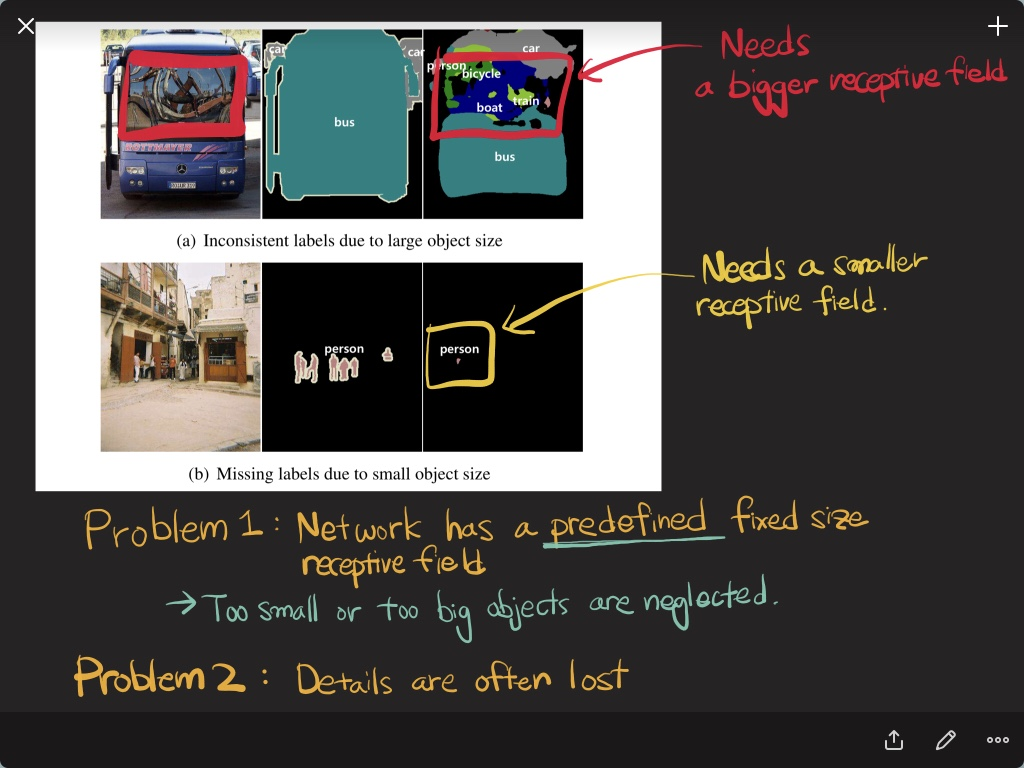 car
bus
car
car
person
bicycle
boat
train
bus
Needs
a bigger receptive field
(a) Inconsistent labels due to large object size
person
person
Needs a smaller
receptive field.
(b) Missing labels due to small object size
Problem 1: Network has a predefined fixed size
receptive field
→ Too small or too big objects are neglected.
Problem 2: Details are often lost